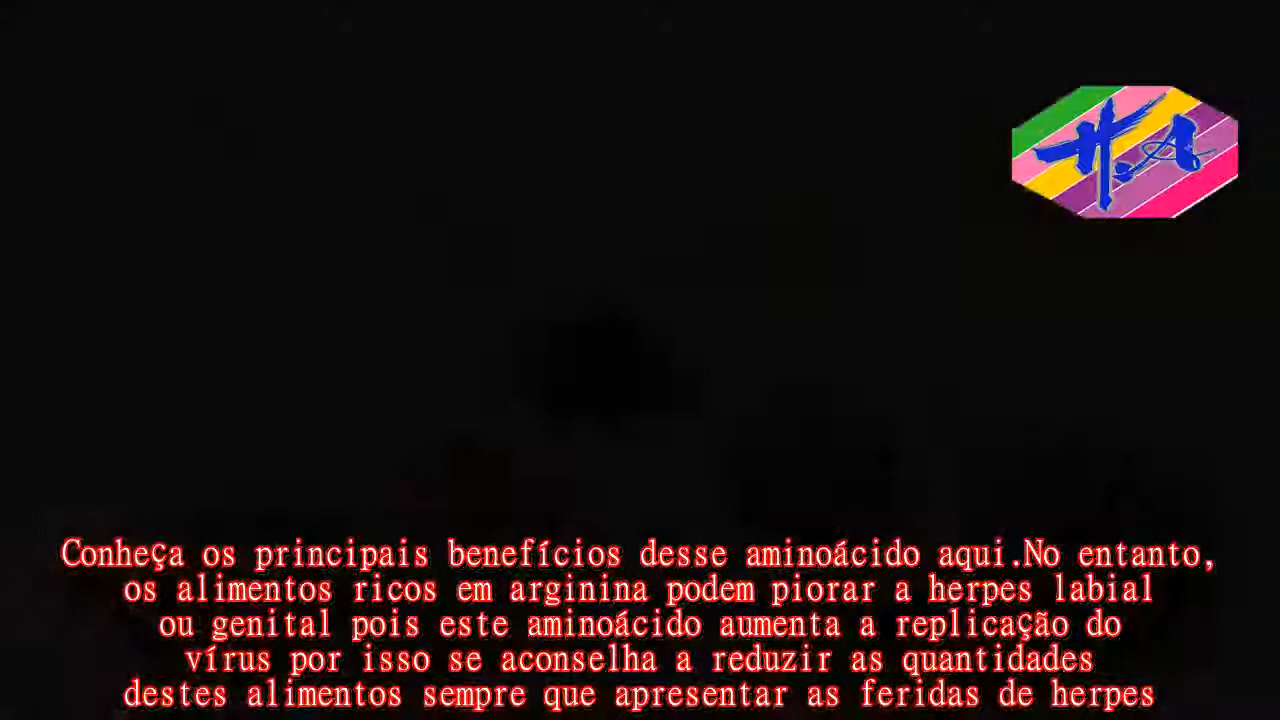 H.A
Conheça os principais benefícios desse aminoácido aqui.No entanto,
os alimentos ricos em arginina podem piorar a herpes labial
ou genital pois este aminoácido aumenta a replicação do
vírus por isso se aconselha a reduzir as quantidades
destes alimentos sempre que apresentar as feridas de herpes